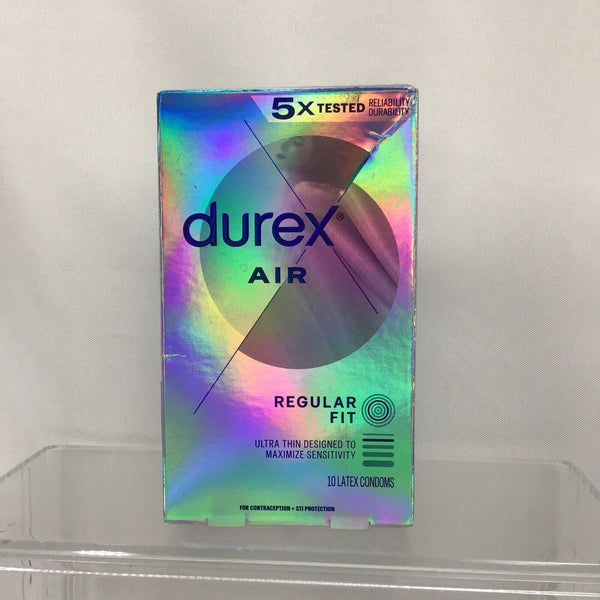 5X TESTED RELIABILITY
DURABILITY
durex®
AIR
REGULAR
FIT
ULTRA THIN DESIGNED TO
MAXIMIZE SENSITIVITY
10 LATEX CONDOMS
FOR CONTRACEPTION + STI PROTECTION